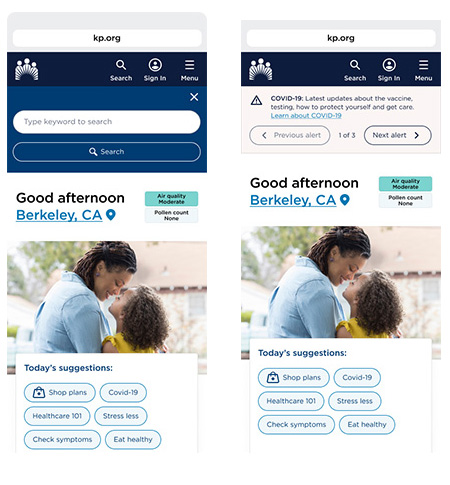 kp.org
Search
Sign In
Menu
Type keyword to search
Search
Good afternoon
Berkeley, CA
Air quality
Moderate
Pollen count
None
Today's suggestions:
Shop plans
Covid-19
Healthcare 101
Stress less
Check symptoms
Eat healthy
kp.org
Search
Sign In
Menu
COVID-19: Latest updates about the vaccine,
testing, how to protect yourself and get care.
Learn about COVID-19
Previous alert
1 of 3
Next alert
Good afternoon
Berkeley, CA
Air quality
Moderate
Pollen count
None
Today's suggestions:
Shop plans
Covid-19
Healthcare 101
Stress less
Check symptoms
Eat healthy